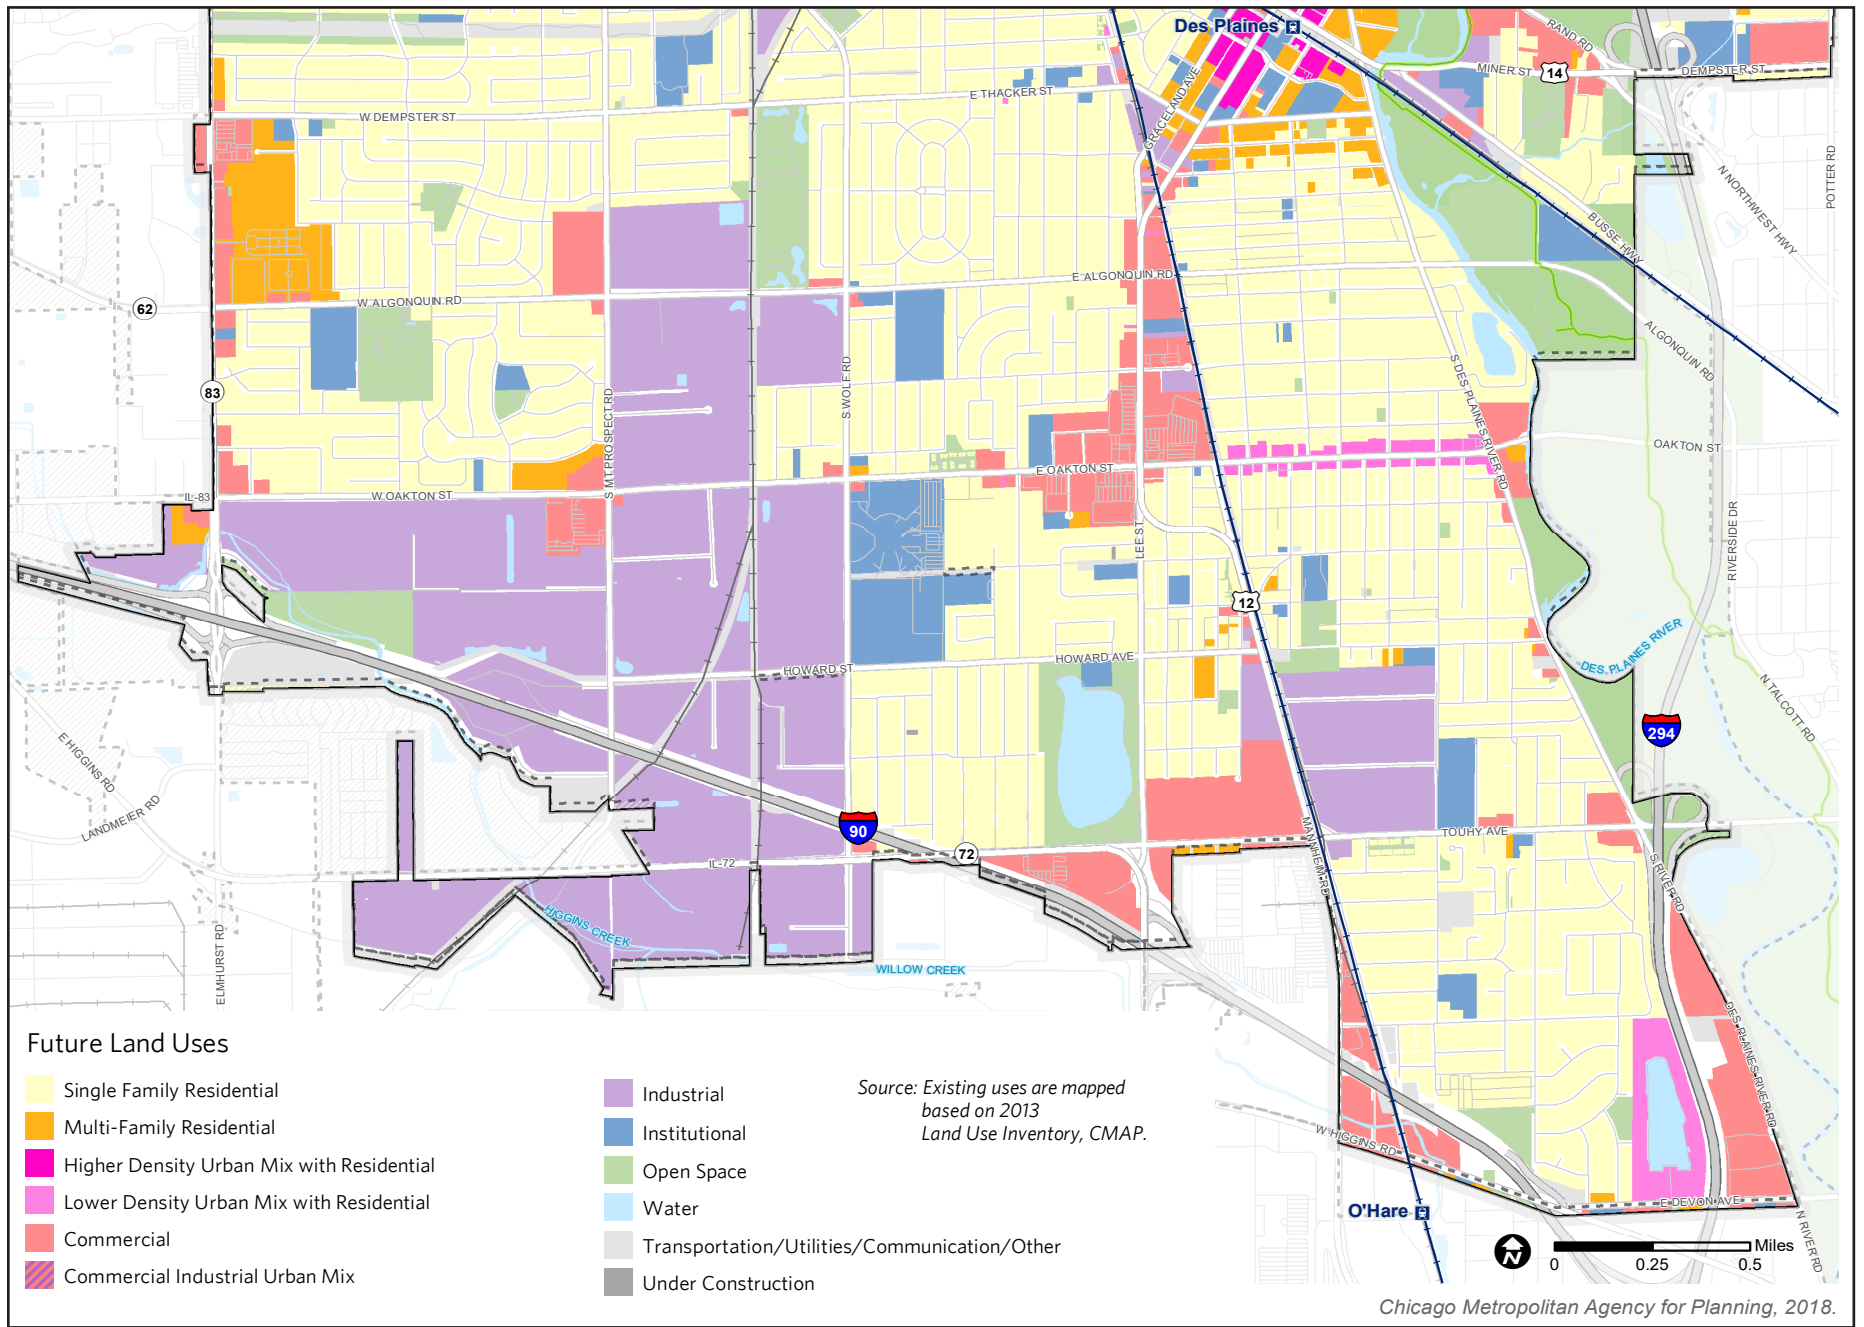 Des Plaines
RAND RD
MINER ST
14
DEMPSTER ST
GRACELAND AVE
E THACKER ST
W DEMPSTER ST
N NORTHWEST HWY
POTTER RD
BUSSE HWY
E ALGONQUIN RD
W ALGONQUIN RD
62
ALGONQUIN RD
S WOLF RD
S MT PROSPECT RD
S DES PLAINES RIVER RD
83
OAKTON ST
E OAKTON ST
W OAKTON ST
IL-83
LEE ST
RIVERSIDE DR
12
DES PLAINES RIVER
HOWARD AVE
HOWARD ST
N TALCOTT RD
294
E HIGGINS RD
LANDMEIER RD
90
72
IL-72
MANNHEIM RD
TOUHY AVE
S RIVER RD
HIGGINS CREEK
ELMHURST RD
WILLOW CREEK
DES PLAINES RIVER RD
W HIGGINS RD
E DEVON AVE
O'Hare
N RIVER RD
N
Miles
0 0.25 0.5
Future Land Uses
Single Family Residential
Multi-Family Residential
Higher Density Urban Mix with Residential
Lower Density Urban Mix with Residential
Commercial
Commercial Industrial Urban Mix
Industrial
Institutional
Open Space
Water
Transportation/Utilities/Communication/Other
Under Construction
Source: Existing uses are mapped
based on 2013
Land Use Inventory, CMAP.
Chicago Metropolitan Agency for Planning, 2018.